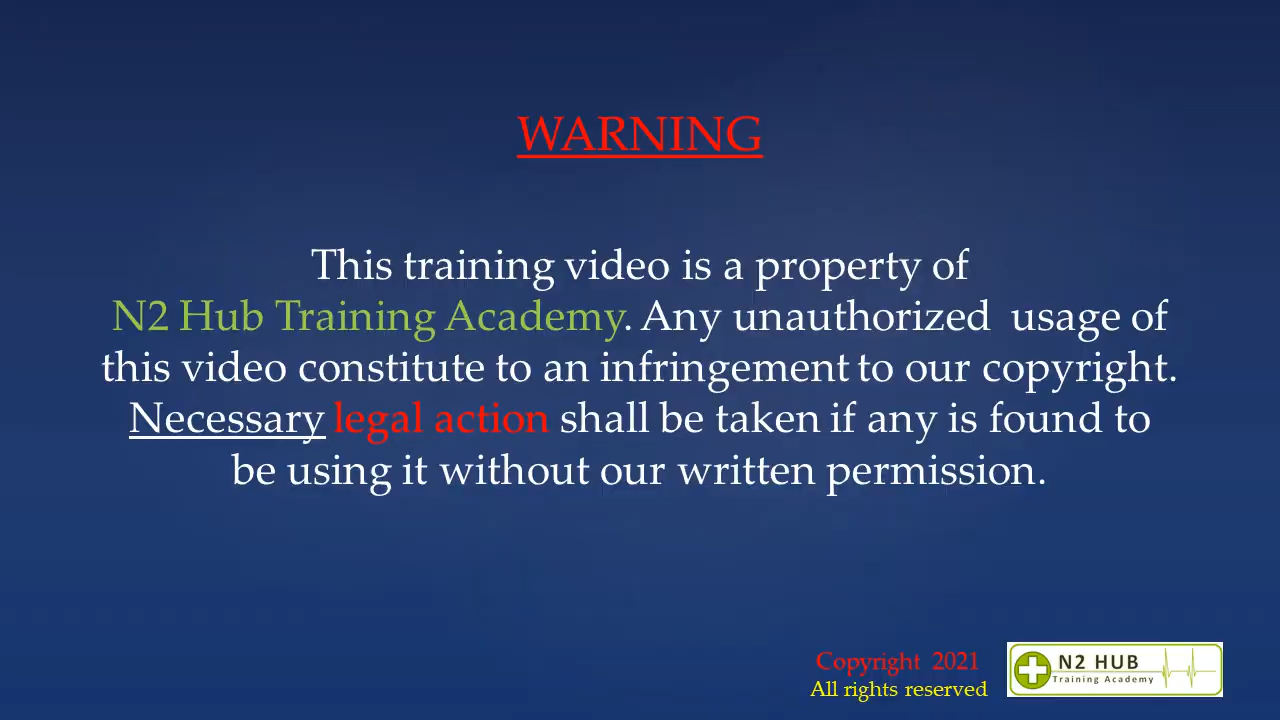 WARNING
This training video is a property of
N2 Hub Training Academy. Any unauthorized  usage of
this video constitute to an infringement to our copyright.
Necessary legal action shall be taken if any is found to
be using it without our written permission.
Copyright  2021
All rights reserved
N2 HUB
Training Academy